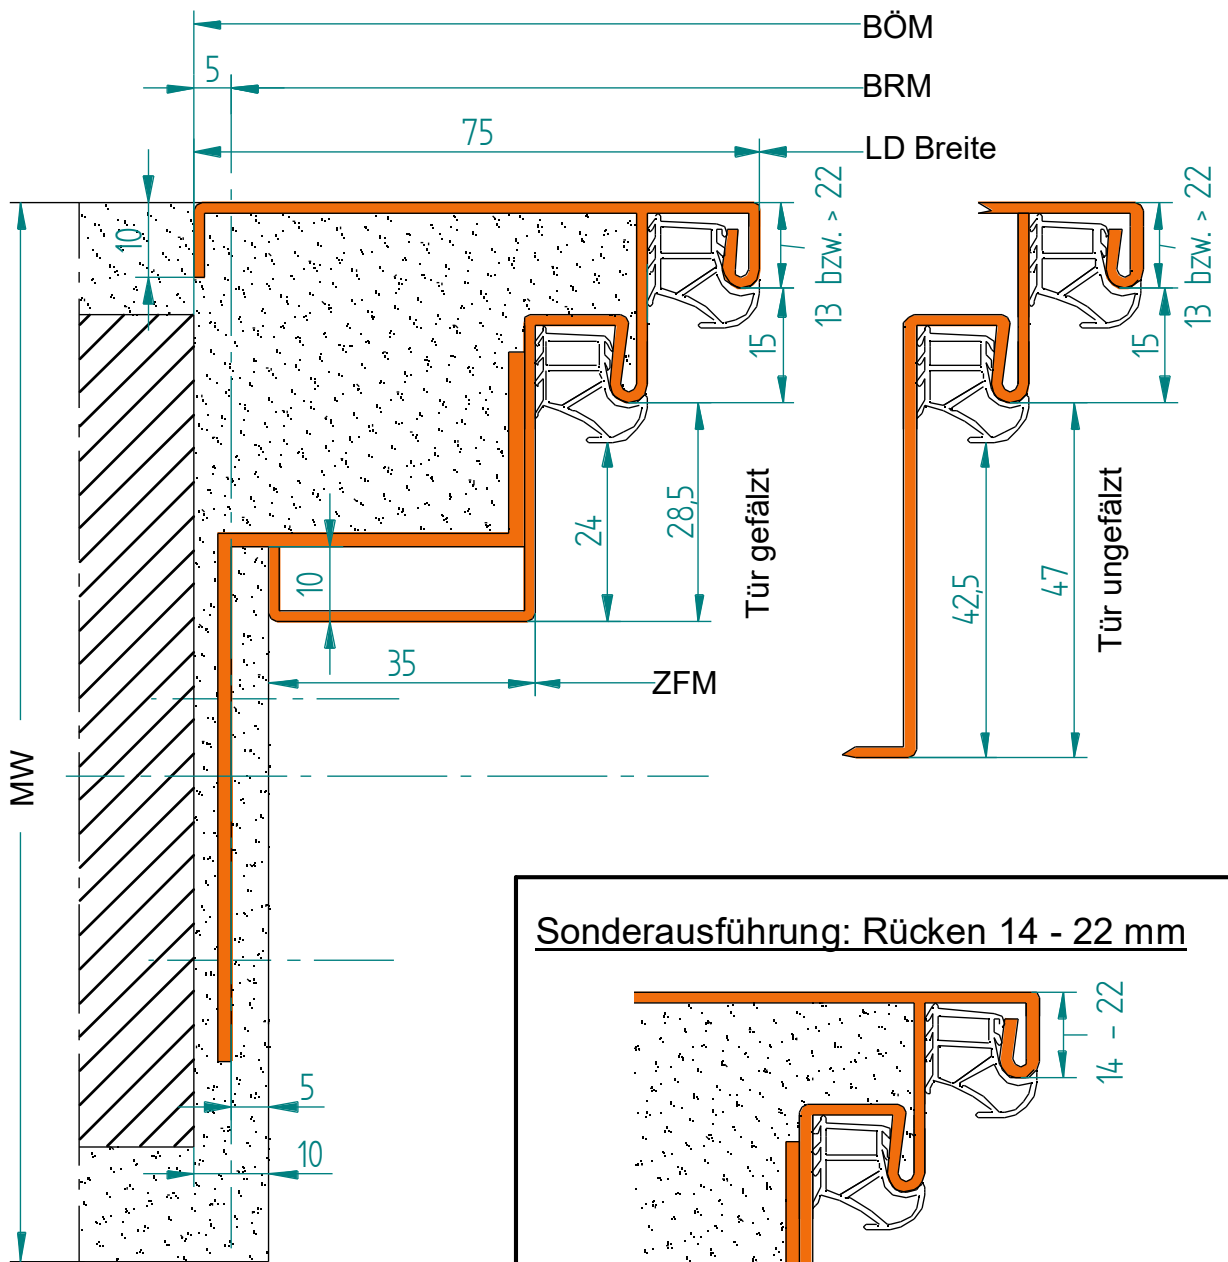 BÖM
5
BRM
75
LD Breite
10
13 bzw. > 22
13 bzw. > 22
15
15
24
28,5
Tür gefälzt
42,5
47
Tür ungefälzt
10
35
ZFM
MW
Sonderausführung: Rücken 14 - 22 mm
14 - 22
5
10